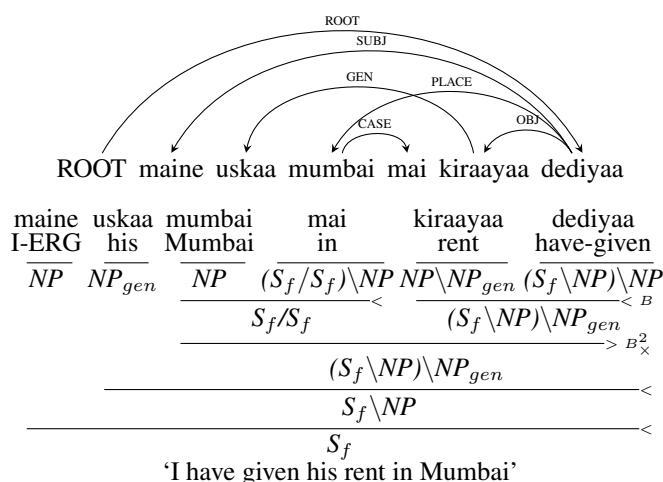 ROOT
SUBJ
GEN PLACE
CASE OBJ
ROOT maine uskaa mumbai mai kiraayaa dediyaa
maine uskaa mumbai mai kiraayaa dediyaa
I-ERG his Mumbai in rent have-given
NP NP_gen NP (S_f/S_f)\NP NP\NP_gen (S_f\NP)\NP
< < B
S_f/S_f (S_f\NP)\NP_gen
> B²_×
(S_f\NP)\NP_gen
<
S_f\NP
<
S_f
‘I have given his rent in Mumbai’